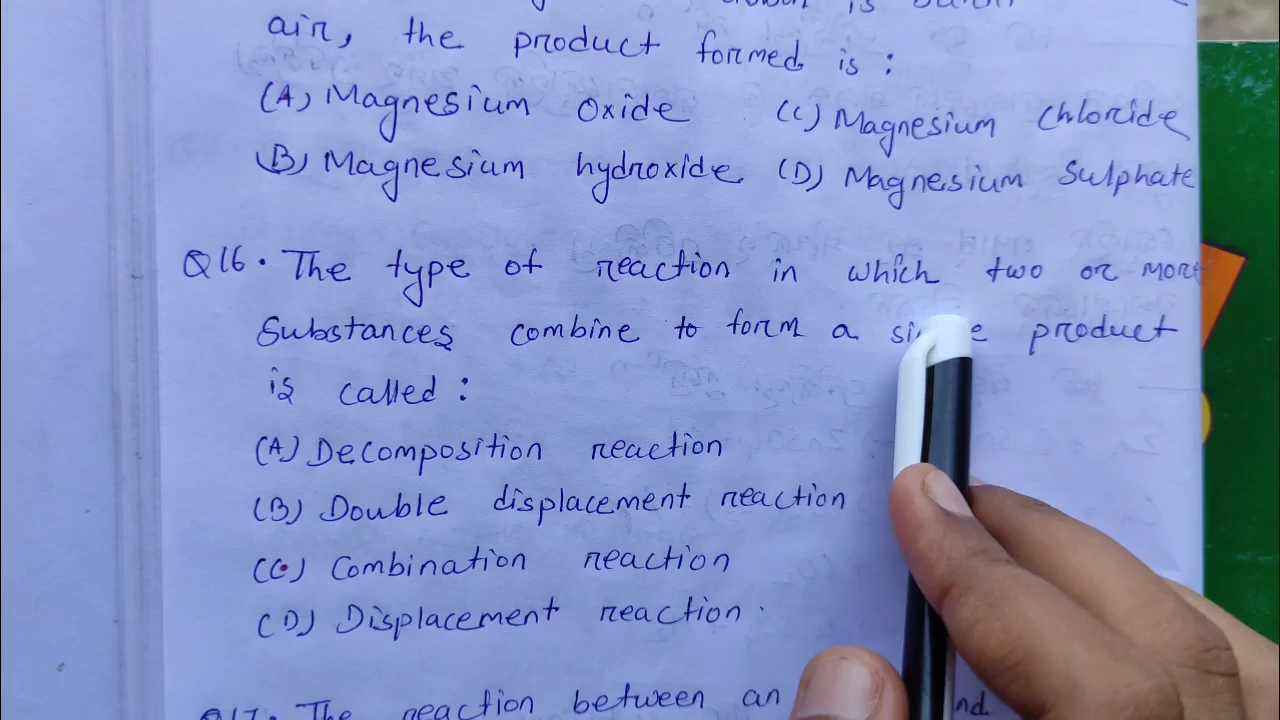 is
air, the product formed is :
(A) Magnesium oxide (C) Magnesium chloride
(B) Magnesium hydroxide (D) Magnesium Sulphate
Q16. The type of reaction in which two or more
Substances combine to form a product
is called :
(A) Decomposition reaction
(B) Double displacement reaction
(C) Combination reaction
(D) Displacement reaction.
Q17. The reaction between an